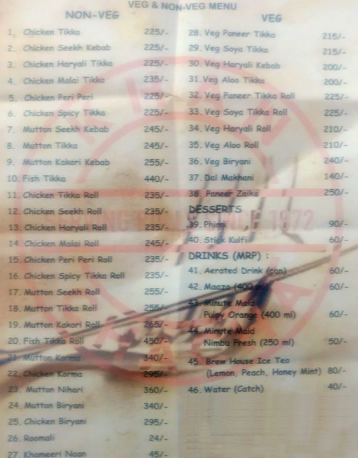 VEG & NON-VEG MENU
NON-VEG
1. Chicken Tikka 225/-
2. Chicken Seekh Kebab 225/-
3. Chicken Haryali Tikka 225/-
4. Chicken Malai Tikka 235/-
5. Chicken Peri Peri 225/-
6. Chicken Spicy Tikka 225/-
7. Mutton Seekh Kebab 245/-
8. Mutton Tikka 245/-
9. Mutton Kakori Kebab 255/-
10. Fish Tikka 440/-
11. Chicken Tikka Roll 235/-
12. Chicken Seekh Roll 235/-
13. Chicken Haryali Roll 235/-
14. Chicken Malai Roll 245/-
15. Chicken Peri Peri Roll 235/-
16. Chicken Spicy Tikka Roll 235/-
17. Mutton Seekh Roll 255/-
18. Mutton Tikka Roll 255/-
19. Mutton Kakori Roll 265/-
20. Fish Tikka Roll 450/-
21. Mutton Korma 340/-
22. Chicken Korma 295/-
23. Mutton Nihari 360/-
24. Mutton Biryani 340/-
25. Chicken Biryani 295/-
26. Roomali 24/-
27. Khameeri Naan 45/-
VEG
28. Veg Paneer Tikka 215/-
29. Veg Soya Tikka 215/-
30. Veg Haryali Kebab 200/-
31. Veg Aloo Tikka 200/-
32. Veg Paneer Tikka Roll 225/-
33. Veg Soya Tikka Roll 225/-
34. Veg Haryali Roll 210/-
35. Veg Aloo Roll 210/-
36. Veg Biryani 240/-
37. Dal Makhani 140/-
38. Paneer Zaika 250/-
DESSERTS
39. Phirni 90/-
40. Stick Kulfi 60/-
DRINKS (MRP) :
41. Aerated Drink (can) 60/-
42. Maaza (400 60/-
43. Minute Maid
Pulpy Orange (400 ml) 60/-
44. Minute Maid
Nimbu Fresh (250 ml) 50/-
45. Brew House Ice Tea
(Lemon, Peach, Honey Mint) 80/-
46. Water (Catch) 40/-